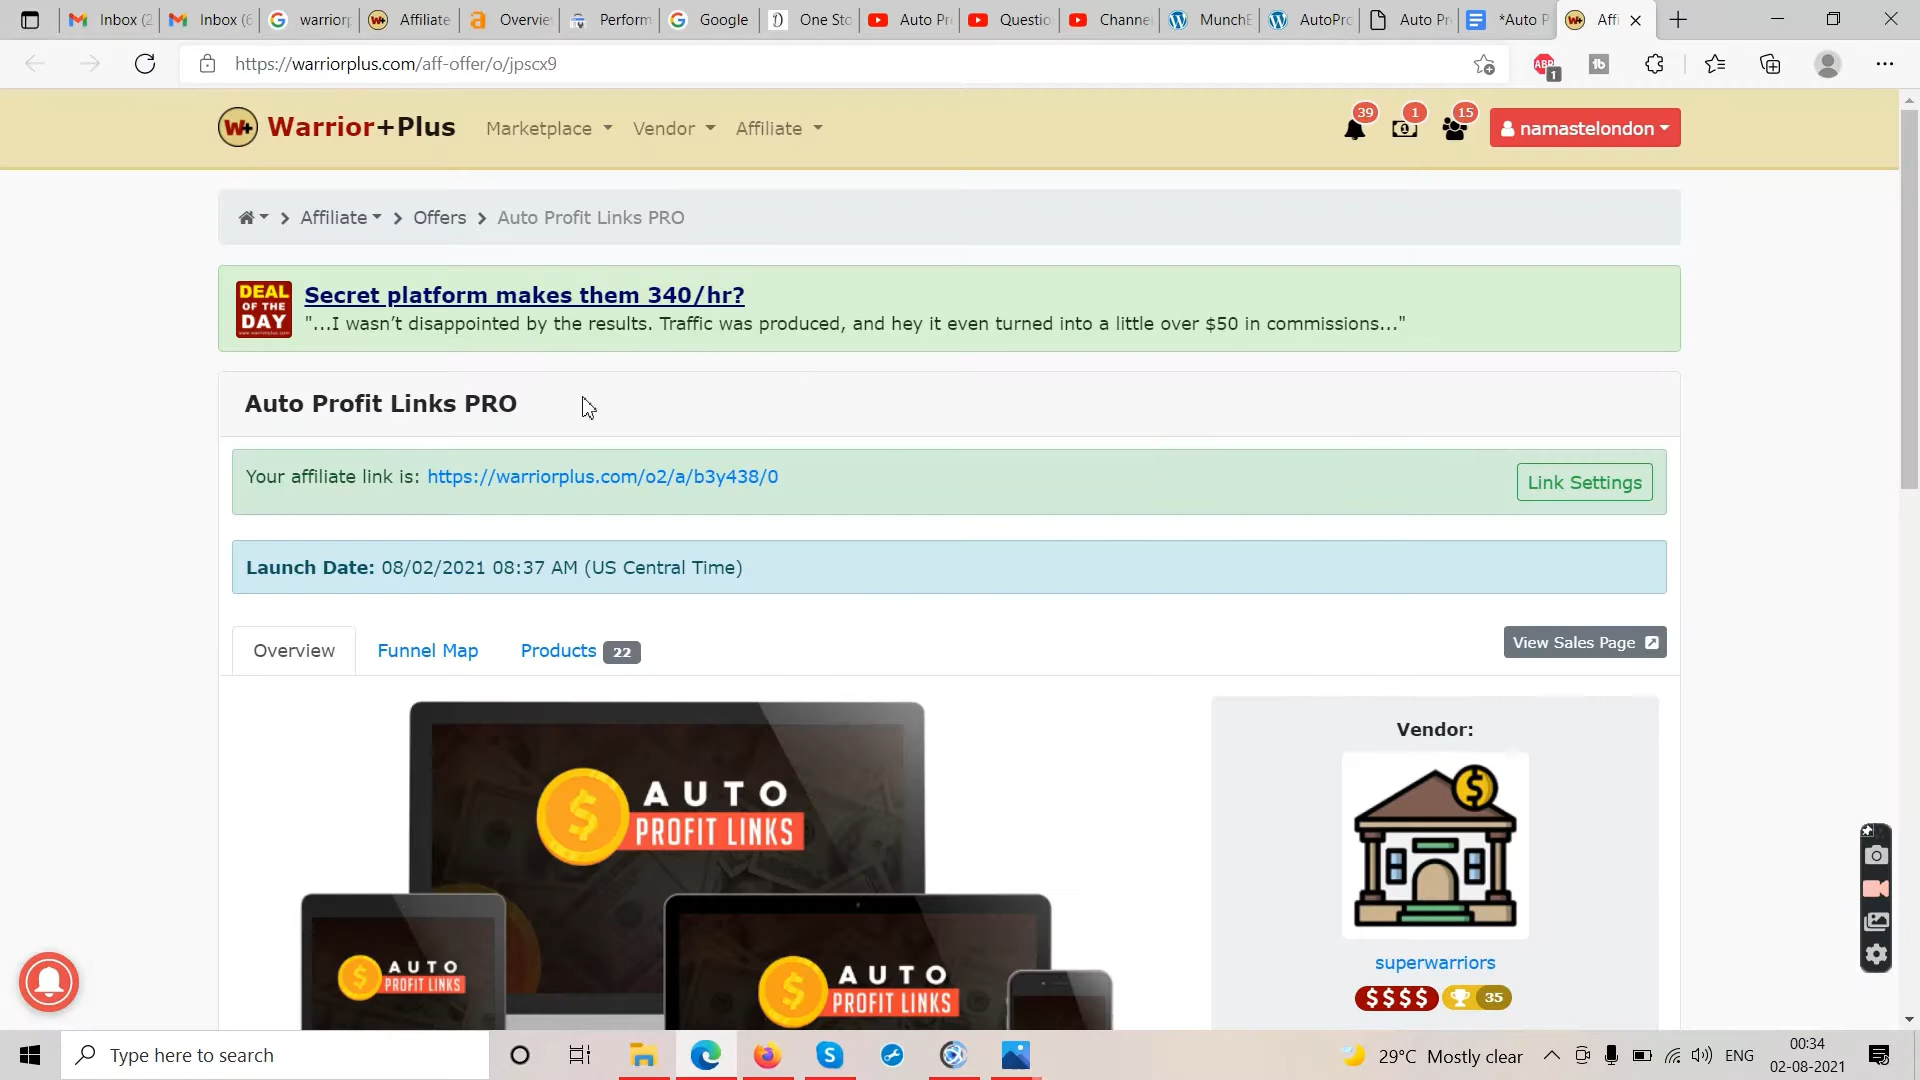 Inbox (2
Inbox (6
warriorp
Affiliate
Overvie
Perform
Google
One Sto
Auto Pr
Questio
Channe
MunchE
AutoPro
Auto Pr
*Auto P
Affi
https://warriorplus.com/aff-offer/o/jpscx9
ABP
1
W+ Warrior+Plus
Marketplace
Vendor
Affiliate
39
1
15
namastelondon
Affiliate
Offers
Auto Profit Links PRO
DEAL
OF THE
DAY
Secret platform makes them 340/hr?
"...I wasn't disappointed by the results. Traffic was produced, and hey it even turned into a little over $50 in commissions..."
Auto Profit Links PRO
Your affiliate link is: https://warriorplus.com/o2/a/b3y438/0
Link Settings
Launch Date: 08/02/2021 08:37 AM (US Central Time)
Overview
Funnel Map
Products 22
View Sales Page
AUTO
PROFIT LINKS
AUTO
PROFIT LINKS
AUTO
PROFIT LINKS
Vendor:
superwarriors
$$$$
35
Type here to search
29°C Mostly clear
ENG
00:34
02-08-2021